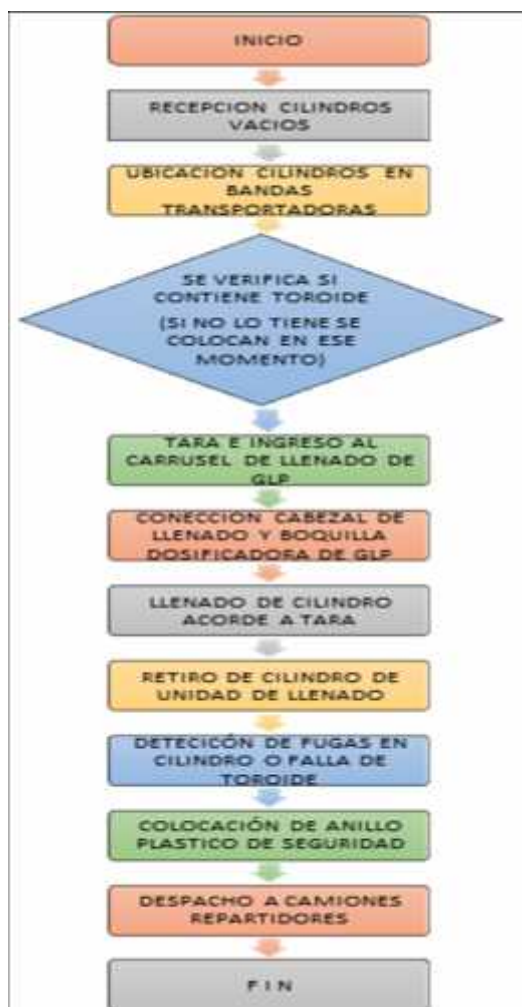 INICIO
RECEPCION CILINDROS
VACIOS
UBICACION CILINDROS EN
BANDAS
TRANSPORTADORAS
SE VERIFICA SI
CONTIENE TOROIDE
(SI NO LO TIENE SE
COLOCAN EN ESE
MOMENTO)
TARA E INGRESO AL
CARRUSEL DE LLENADO DE
GLP
CONECCION CABEZAL DE
LLENADO Y BOQUILLA
DOSIFICADORA DE GLP
LLENADO DE CILINDRO
ACORDE A TARA
RETIRO DE CILINDRO DE
UNIDAD DE LLENADO
DETECICÓN DE FUGAS EN
CILINDRO O FALLA DE
TOROIDE
COLOCACIÓN DE ANILLO
PLASTICO DE SEGURIDAD
DESPACHO A CAMIONES
REPARTIDORES
F I N